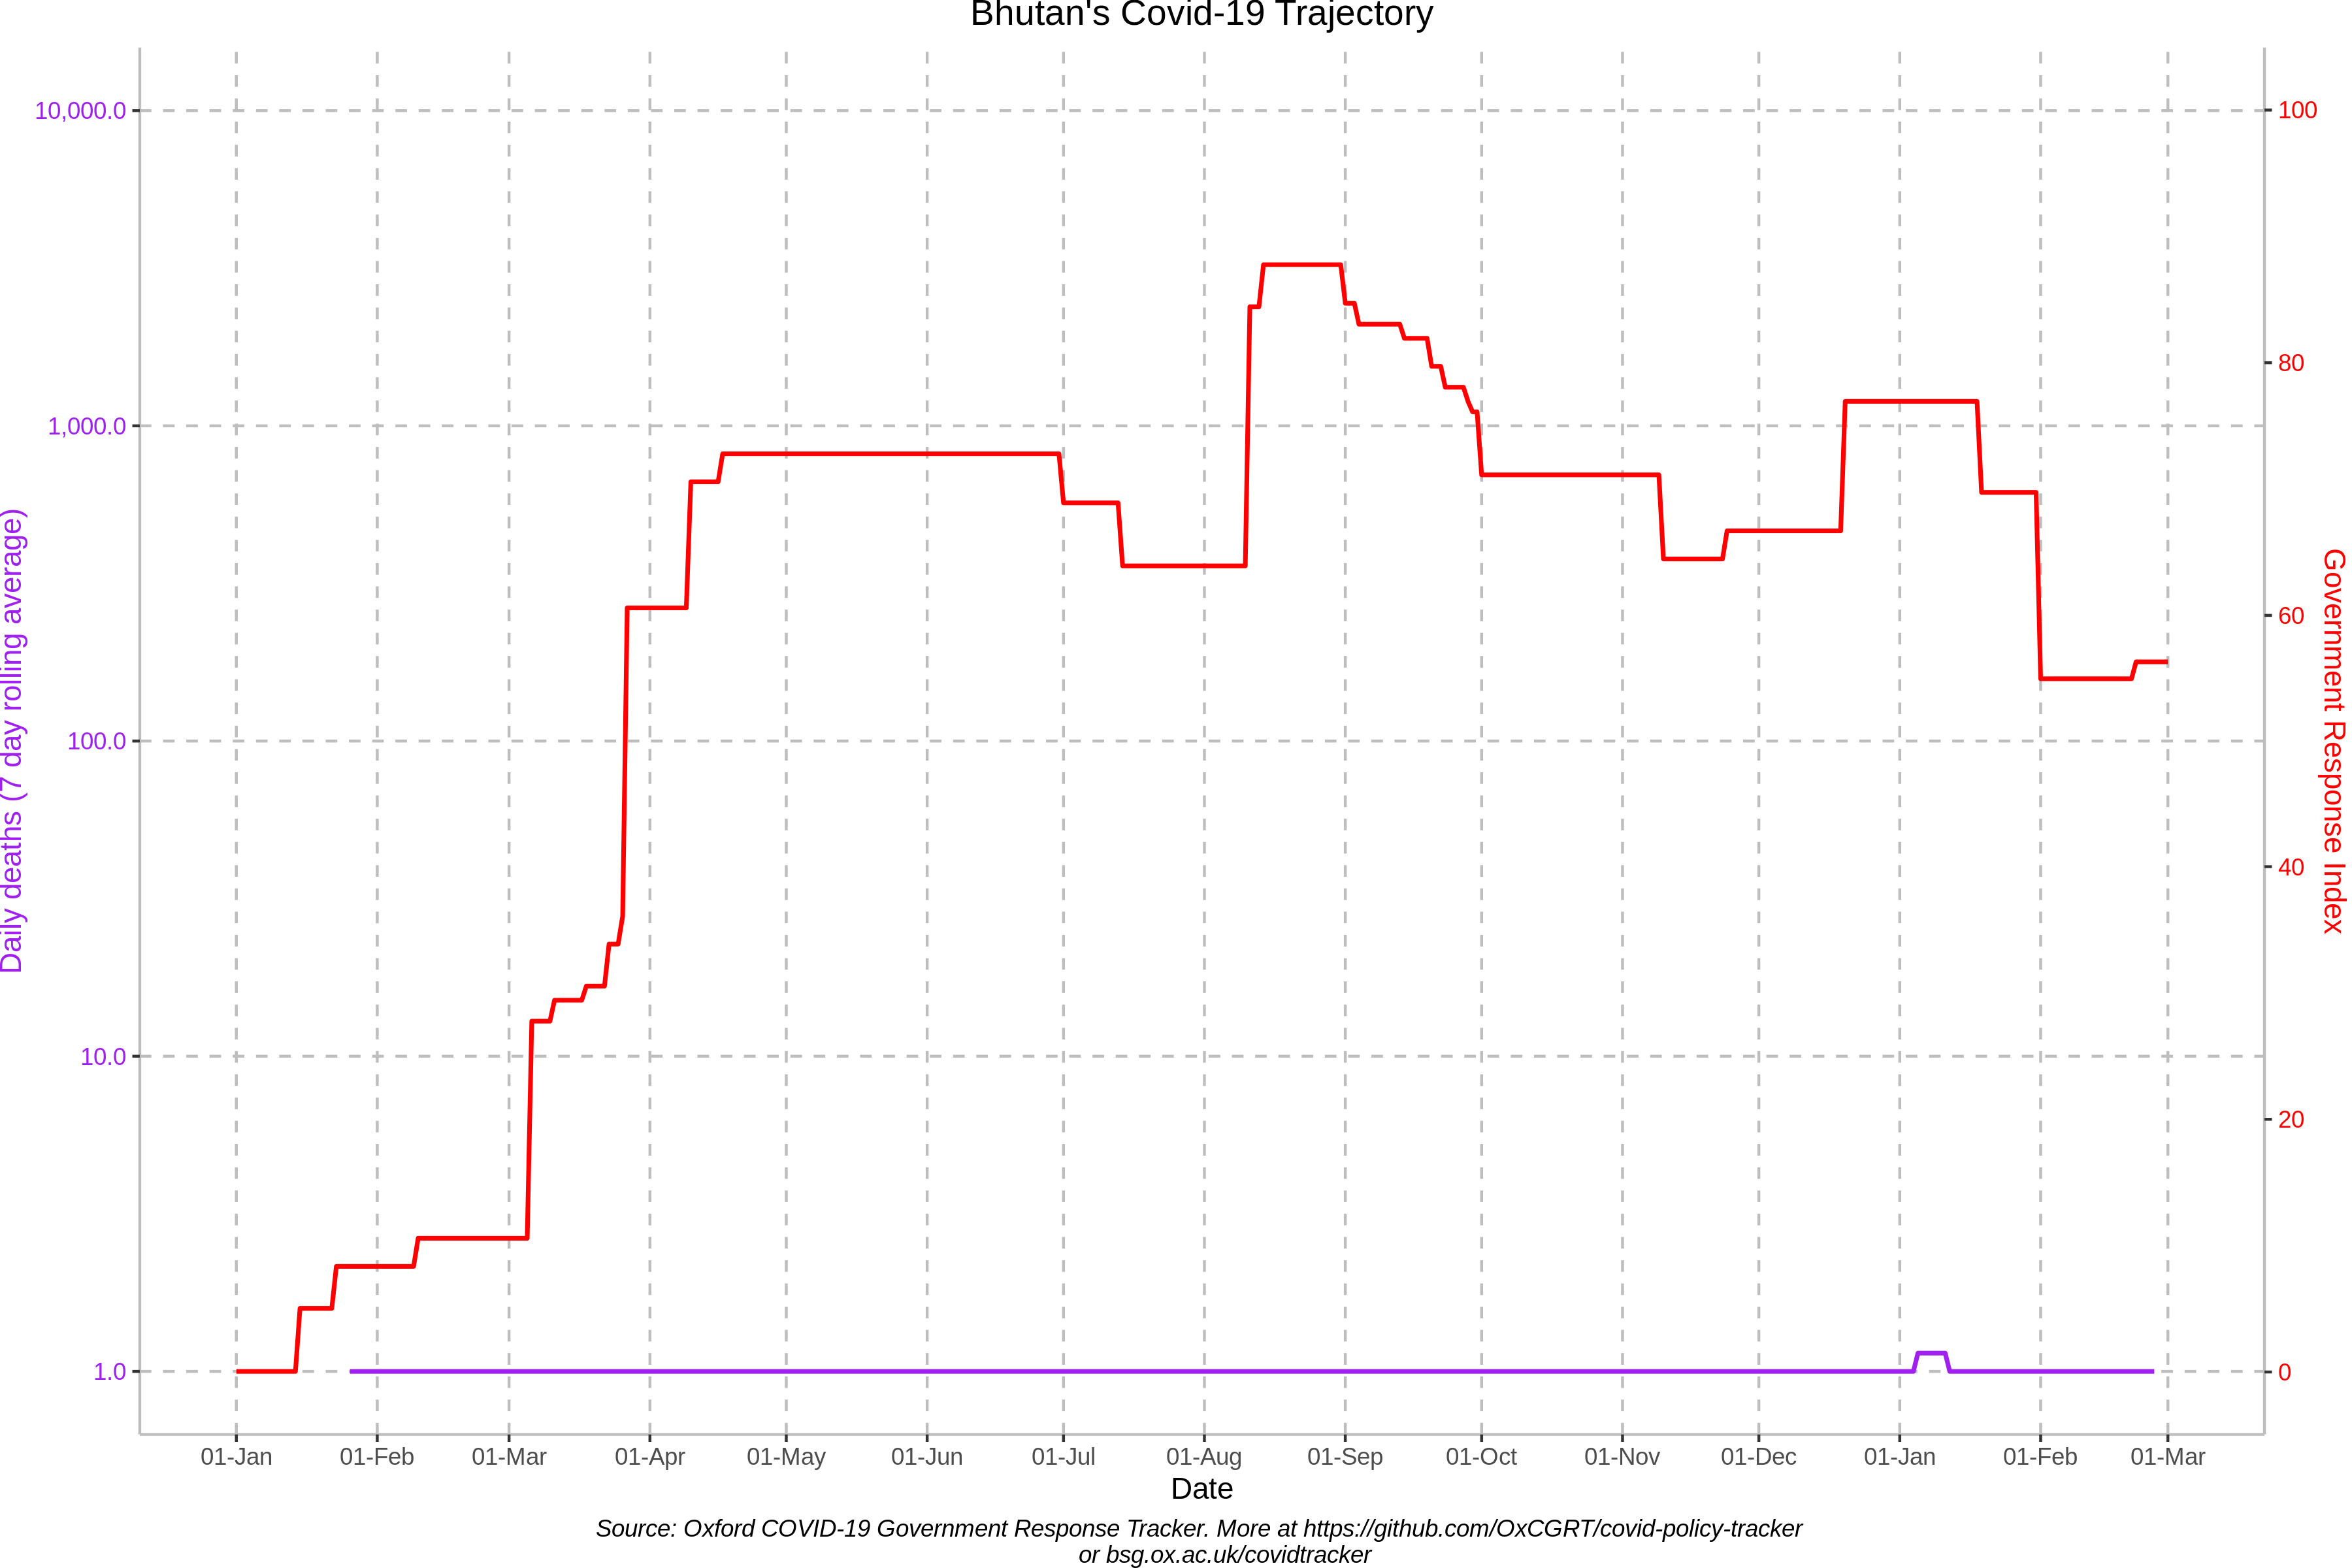 Bhutan's Covid-19 Trajectory
10,000.0
1,000.0
100.0
10.0
1.0
Daily deaths (7 day rolling average)
100
80
60
40
20
0
Government Response Index
01-Jan 01-Feb 01-Mar 01-Apr 01-May 01-Jun 01-Jul 01-Aug 01-Sep 01-Oct 01-Nov 01-Dec 01-Jan 01-Feb 01-Mar
Date
Source: Oxford COVID-19 Government Response Tracker. More at https://github.com/OxCGRT/covid-policy-tracker
or bsg.ox.ac.uk/covidtracker